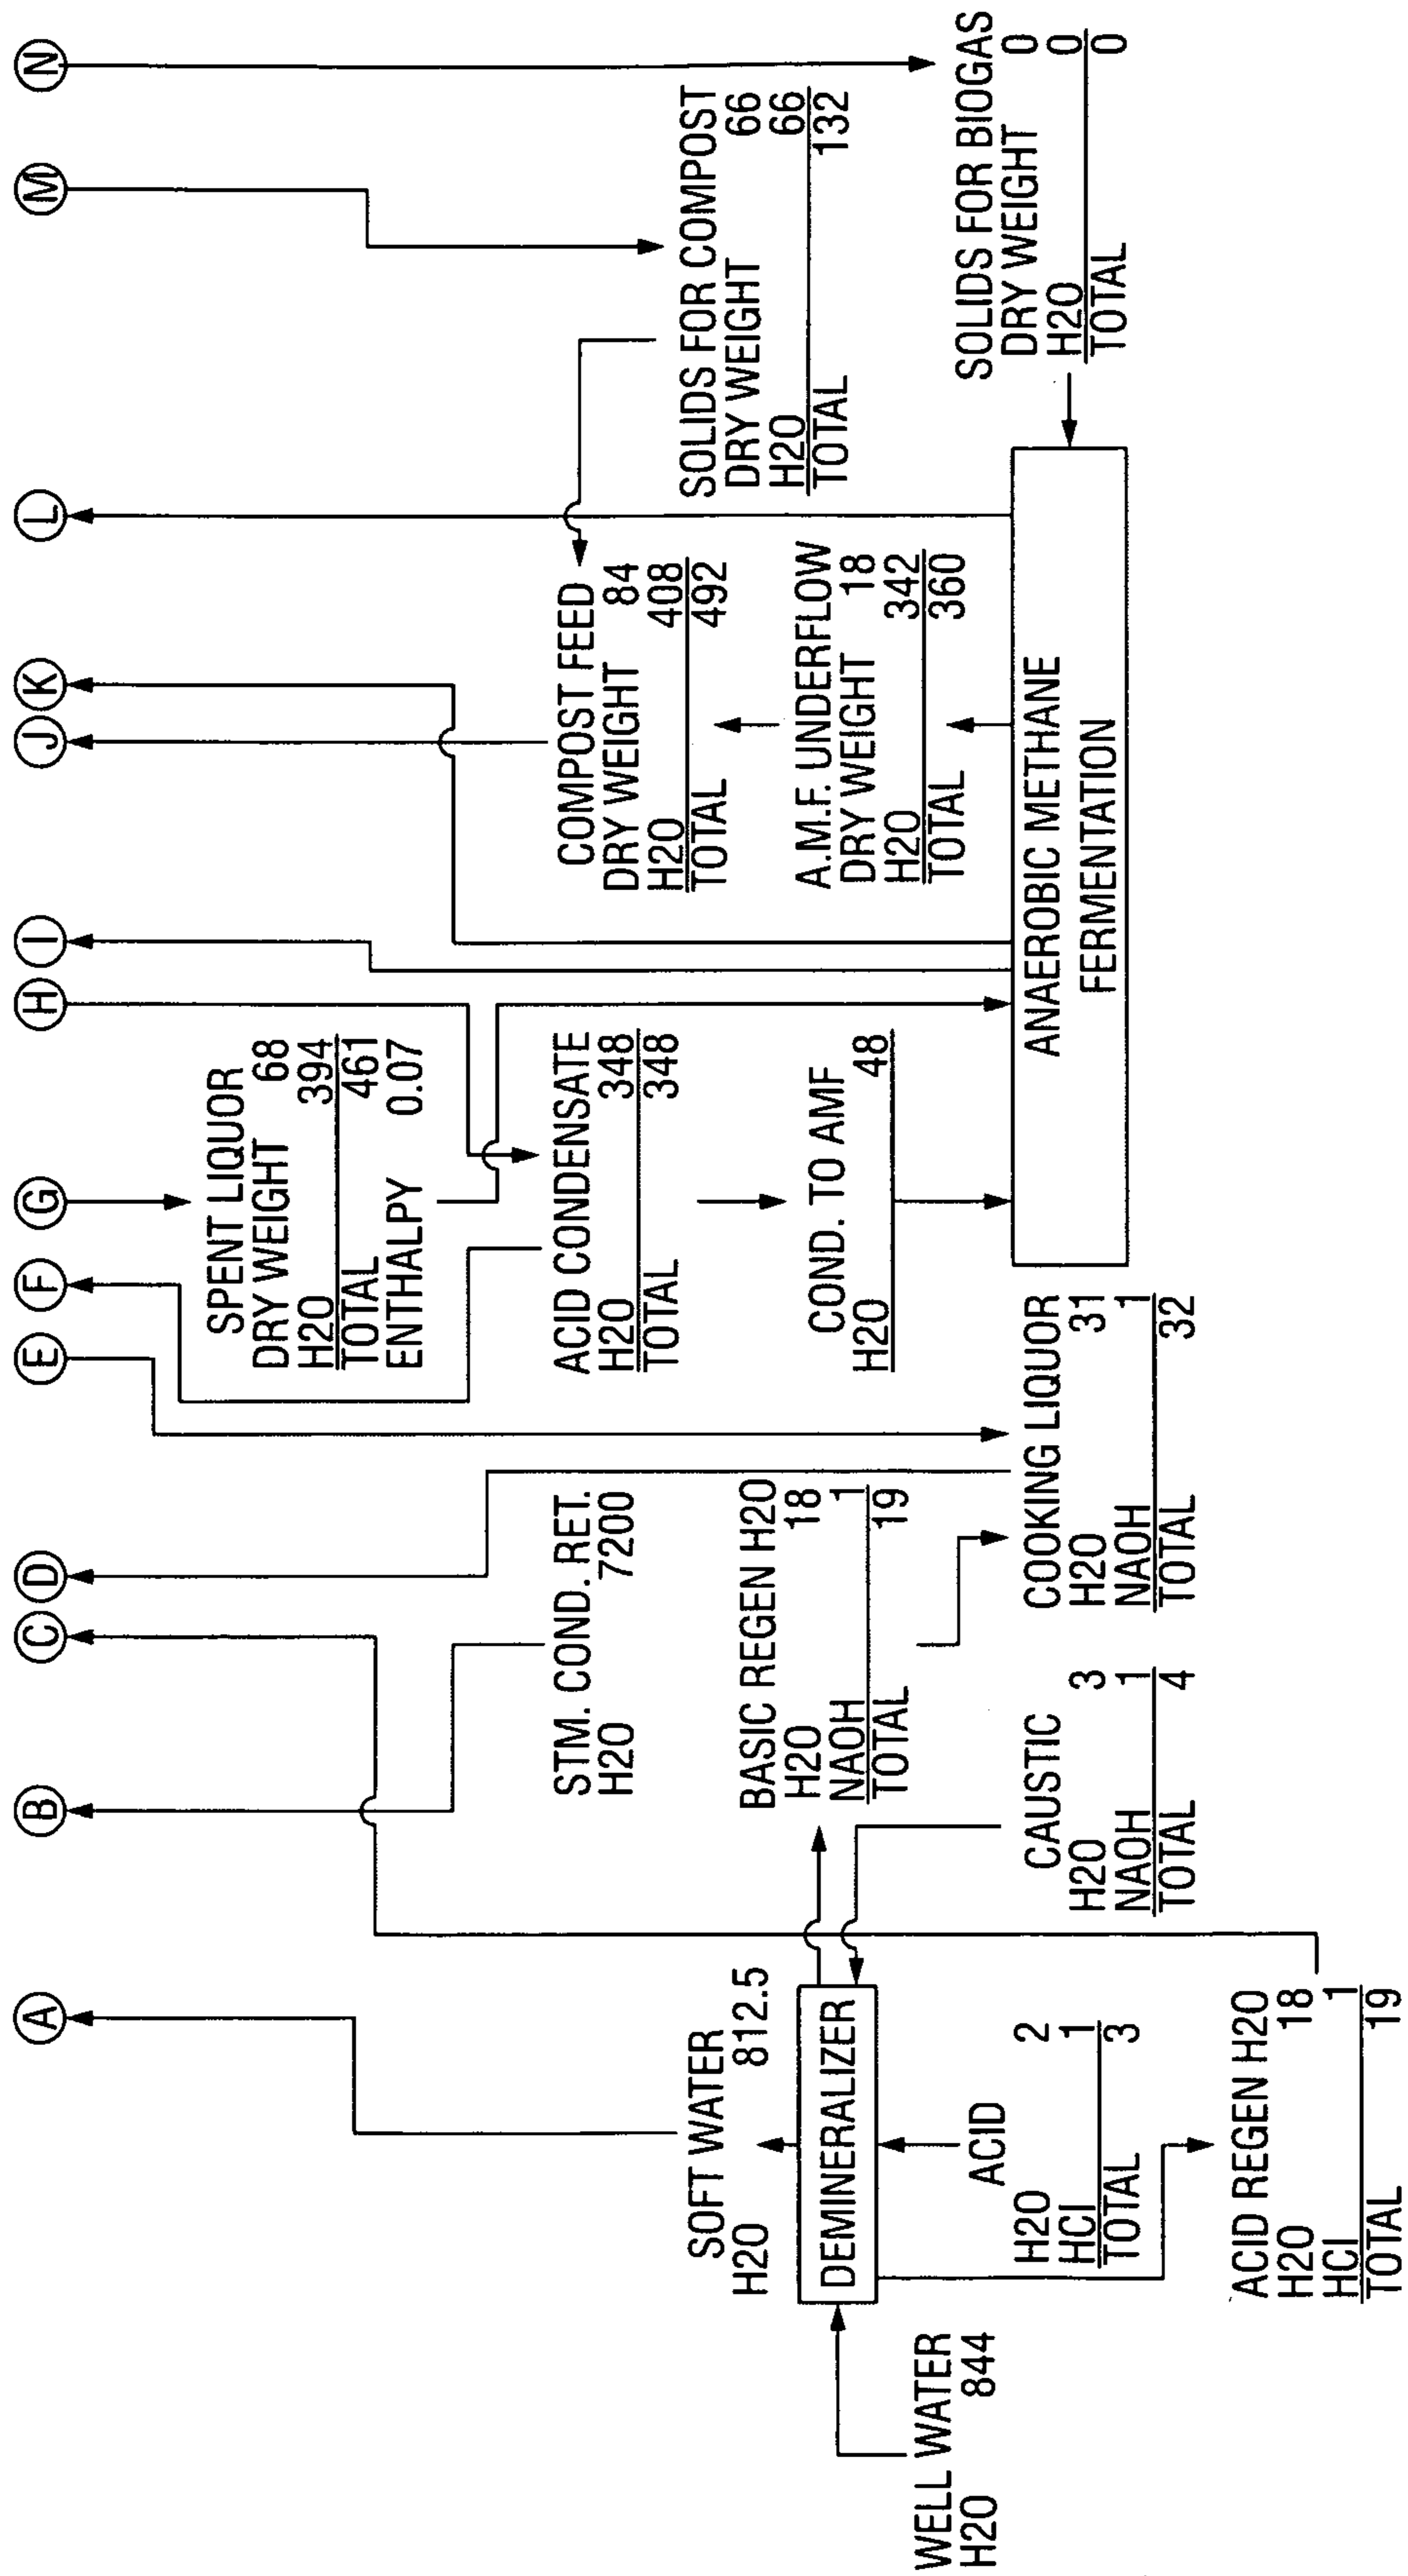 A
B
C
D
E
F
G
H
I
J
K
L
M
N
SPENT LIQUOR
DRY WEIGHT 68
H2O 394
TOTAL 461
ENTHALPY 0.07
ACID CONDENSATE
H2O 348
TOTAL 348
COND. TO AMF
H2O 48
STM. COND. RET.
H2O 7200
COMPOST FEED
DRY WEIGHT 84
H2O 408
TOTAL 492
A.M.F. UNDERFLOW
DRY WEIGHT 18
H2O 342
TOTAL 360
SOLIDS FOR COMPOST
DRY WEIGHT 66
H2O 66
TOTAL 132
SOLIDS FOR BIOGAS
DRY WEIGHT 0
H2O 0
TOTAL 0
SOFT WATER
H2O 812.5
DEMINERALIZER
WELL WATER
H2O 844
ACID
H2O 2
HCl 1
TOTAL 3
ACID REGEN H2O
H2O 18
HCl 1
TOTAL 19
BASIC REGEN H2O
H2O 18
NAOH 1
TOTAL 19
CAUSTIC
H2O 3
NAOH 1
TOTAL 4
COOKING LIQUOR
H2O 31
NAOH 1
TOTAL 32
ANAEROBIC METHANE
FERMENTATION